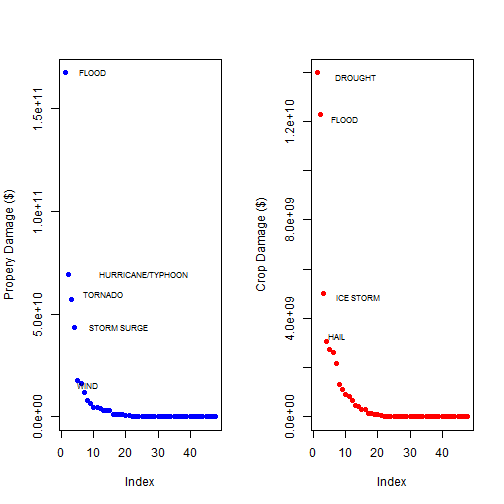 Propery Damage ($)
0.0e+00 5.0e+10 1.0e+11 1.5e+11
FLOOD
HURRICANE/TYPHOON
TORNADO
STORM SURGE
WIND
0 10 20 30 40
Index
Crop Damage ($)
0.0e+00 4.0e+09 8.0e+09 1.2e+10
DROUGHT
FLOOD
ICE STORM
HAIL
0 10 20 30 40
Index